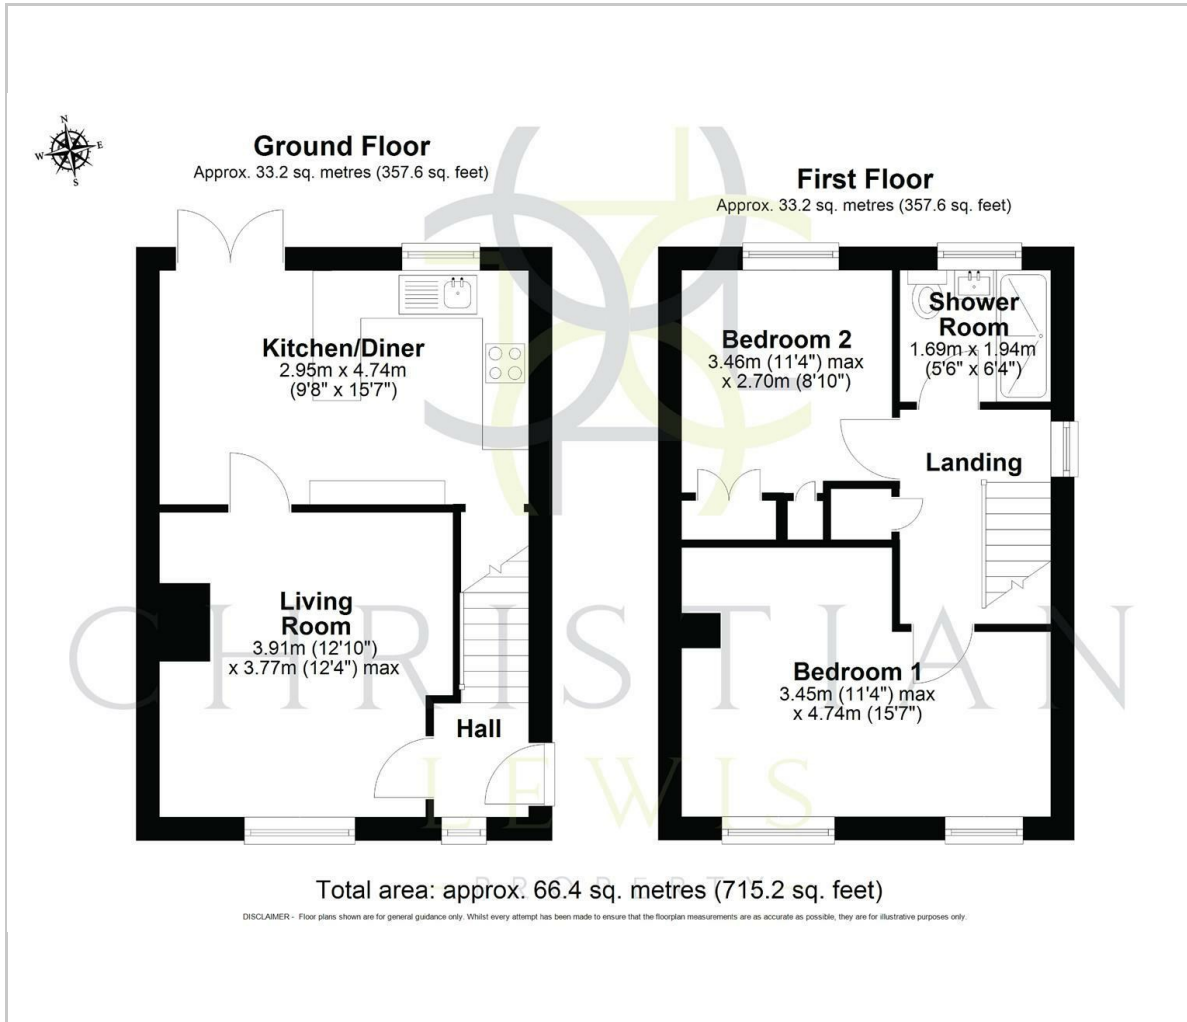 N
W
E
S
Ground Floor
Approx. 33.2 sq. metres (357.6 sq. feet)
Kitchen/Diner
2.95m x 4.74m
(9'8" x 15'7")
Living
Room
3.91m (12'10")
x 3.77m (12'4") max
Hall
First Floor
Approx. 33.2 sq. metres (357.6 sq. feet)
Bedroom 2
3.46m (11'4") max
x 2.70m (8'10")
Shower
Room
1.69m x 1.94m
(5'6" x 6'4")
Landing
Bedroom 1
3.45m (11'4") max
x 4.74m (15'7")
CHRISTIAN
LEWIS
PROPERTY
Total area: approx. 66.4 sq. metres (715.2 sq. feet)
DISCLAIMER - Floor plans shown are for general guidance only. Whilst every attempt has been made to ensure that the floorplan measurements are as accurate as possible, they are for illustrative purposes only.